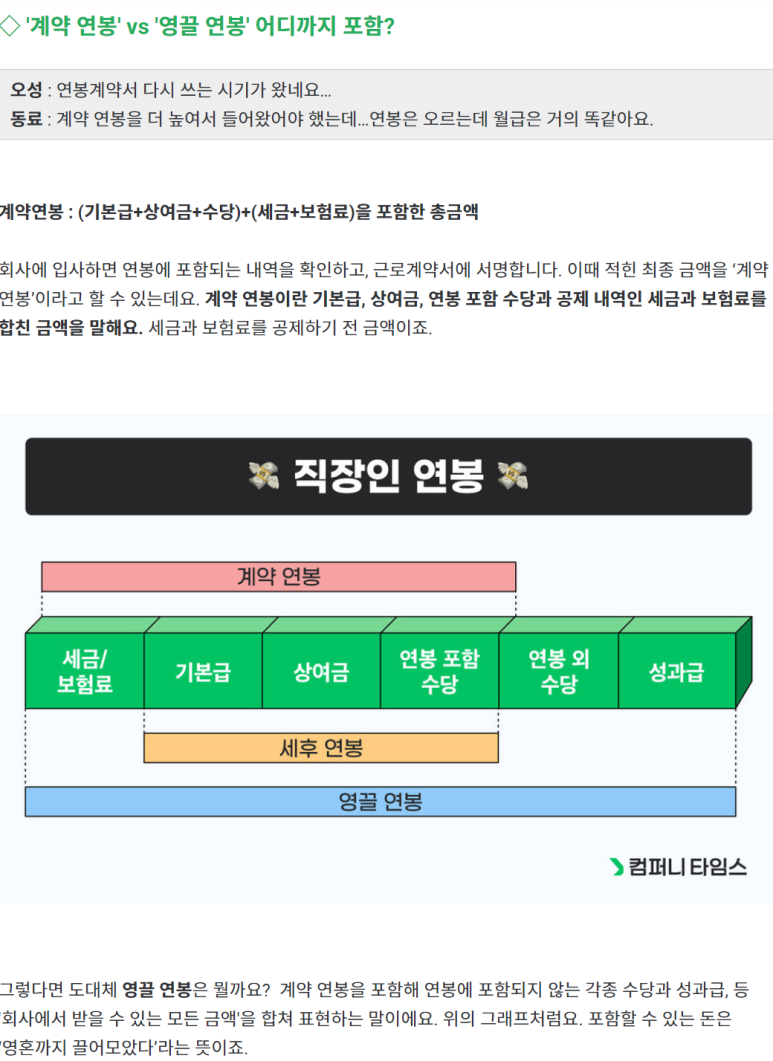 ◇ '계약 연봉' vs '영끌 연봉' 어디까지 포함?
오성 : 연봉계약서 다시 쓰는 시기가 왔네요...
동료 : 계약 연봉을 더 높여서 들어왔어야 했는데...연봉은 오르는데 월급은 거의 똑같아요.
계약연봉 : (기본급+상여금+수당)+(세금+보험료)을 포함한 총금액
회사에 입사하면 연봉에 포함되는 내역을 확인하고, 근로계약서에 서명합니다. 이때 적힌 최종 금액을 ‘계약
연봉’이라고 할 수 있는데요. 계약 연봉이란 기본급, 상여금, 연봉 포함 수당과 공제 내역인 세금과 보험료를
합친 금액을 말해요. 세금과 보험료를 공제하기 전 금액이죠.
직장인 연봉
계약 연봉
세금/
보험료
기본급
상여금
연봉 포함
수당
연봉 외
수당
성과급
세후 연봉
영끌 연봉
컴퍼니 타임스
그렇다면 도대체 영끌 연봉은 뭘까요? 계약 연봉을 포함해 연봉에 포함되지 않는 각종 수당과 성과급, 등
'회사에서 받을 수 있는 모든 금액'을 합쳐 표현하는 말이에요. 위의 그래프처럼요. 포함할 수 있는 돈은
'영혼까지 끌어모았다'라는 뜻이죠.